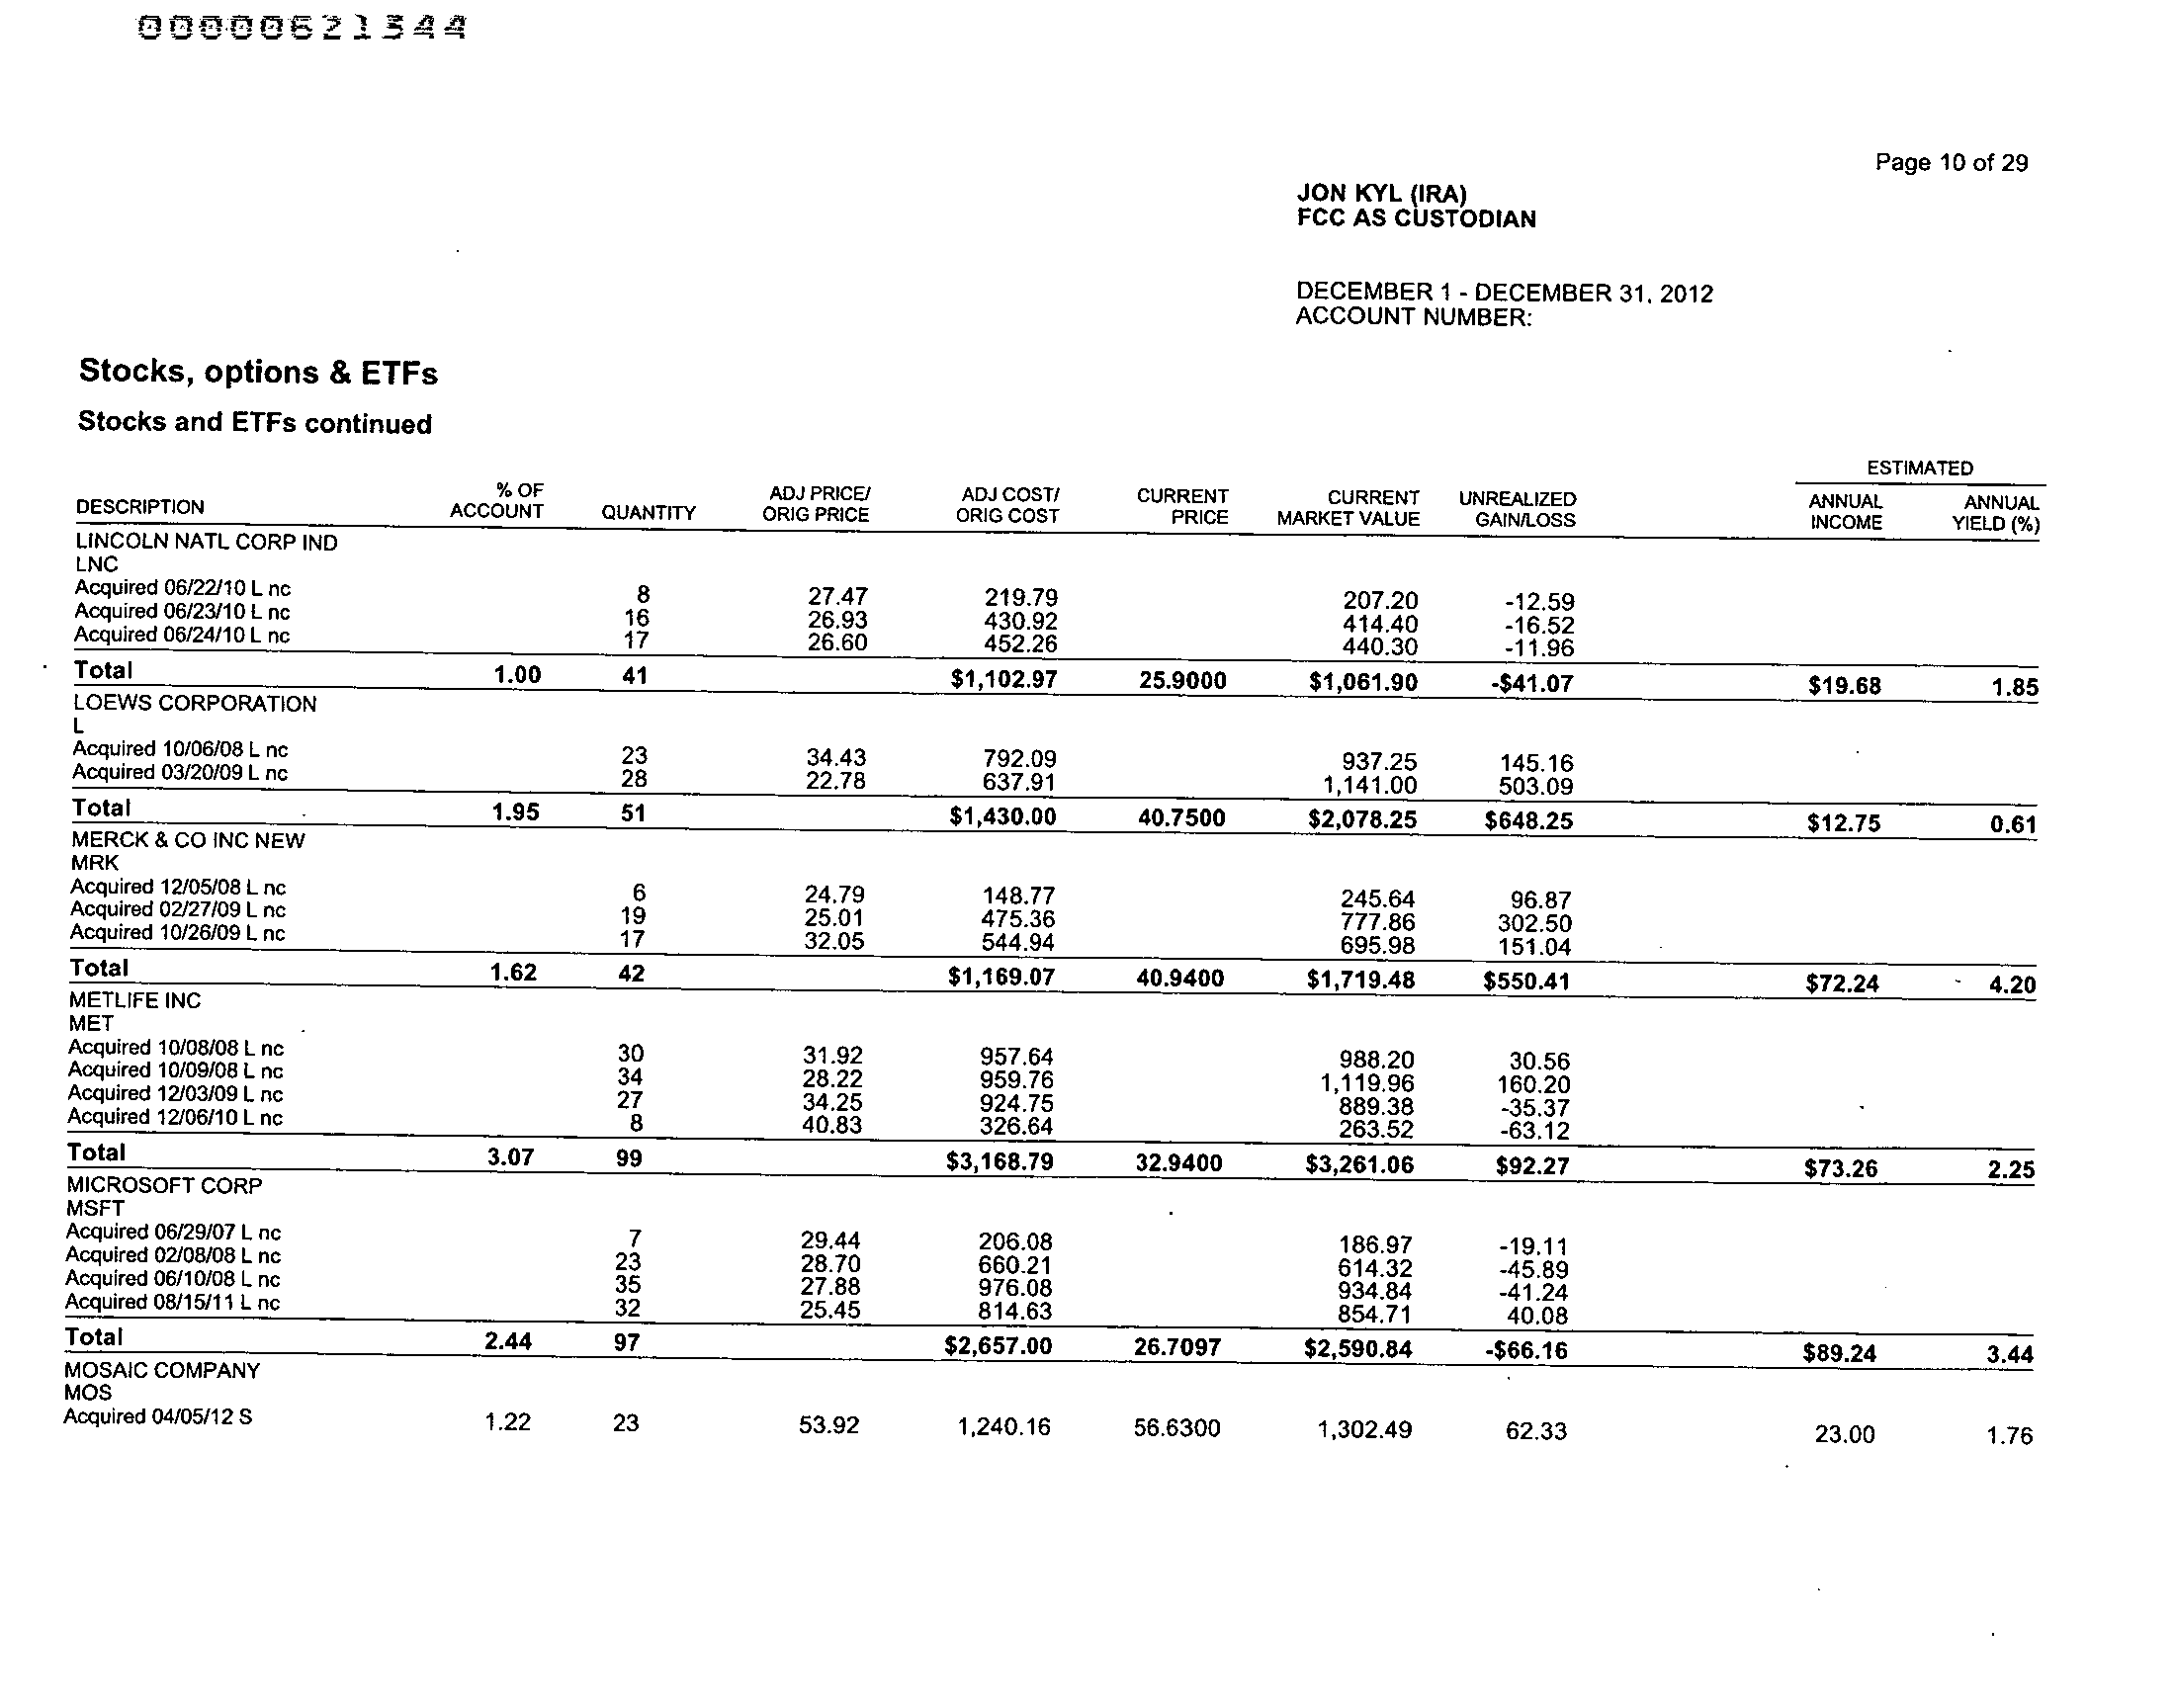 00000621344
Page 10 of 29
JON KYL (IRA)
FCC AS CUSTODIAN
DECEMBER 1 - DECEMBER 31, 2012
ACCOUNT NUMBER:
Stocks, options & ETFs
Stocks and ETFs continued
ESTIMATED
DESCRIPTION % OF ACCOUNT QUANTITY ADJ PRICE/ ORIG PRICE ADJ COST/ ORIG COST CURRENT PRICE CURRENT MARKET VALUE UNREALIZED GAIN/LOSS ANNUAL INCOME ANNUAL YIELD (%)
LINCOLN NATL CORP IND
LNC
Acquired 06/22/10 L nc 8 27.47 219.79 207.20 -12.59
Acquired 06/23/10 L nc 16 26.93 430.92 414.40 -16.52
Acquired 06/24/10 L nc 17 26.60 452.26 440.30 -11.96
Total 1.00 41 $1,102.97 25.9000 $1,061.90 -$41.07 $19.68 1.85
LOEWS CORPORATION
L
Acquired 10/06/08 L nc 23 34.43 792.09 937.25 145.16
Acquired 03/20/09 L nc 28 22.78 637.91 1,141.00 503.09
Total 1.95 51 $1,430.00 40.7500 $2,078.25 $648.25 $12.75 0.61
MERCK & CO INC NEW
MRK
Acquired 12/05/08 L nc 6 24.79 148.77 245.64 96.87
Acquired 02/27/09 L nc 19 25.01 475.36 777.86 302.50
Acquired 10/26/09 L nc 17 32.05 544.94 695.98 151.04
Total 1.62 42 $1,169.07 40.9400 $1,719.48 $550.41 $72.24 4.20
METLIFE INC
MET
Acquired 10/08/08 L nc 30 31.92 957.64 988.20 30.56
Acquired 10/09/08 L nc 34 28.22 959.76 1,119.96 160.20
Acquired 12/03/09 L nc 27 34.25 924.75 889.38 -35.37
Acquired 12/06/10 L nc 8 40.83 326.64 263.52 -63.12
Total 3.07 99 $3,168.79 32.9400 $3,261.06 $92.27 $73.26 2.25
MICROSOFT CORP
MSFT
Acquired 06/29/07 L nc 7 29.44 206.08 186.97 -19.11
Acquired 02/08/08 L nc 23 28.70 660.21 614.32 -45.89
Acquired 06/10/08 L nc 35 27.88 976.08 934.84 -41.24
Acquired 08/15/11 L nc 32 25.45 814.63 854.71 40.08
Total 2.44 97 $2,657.00 26.7097 $2,590.84 -$66.16 $89.24 3.44
MOSAIC COMPANY
MOS
Acquired 04/05/12 S 1.22 23 53.92 1,240.16 56.6300 1,302.49 62.33 23.00 1.76